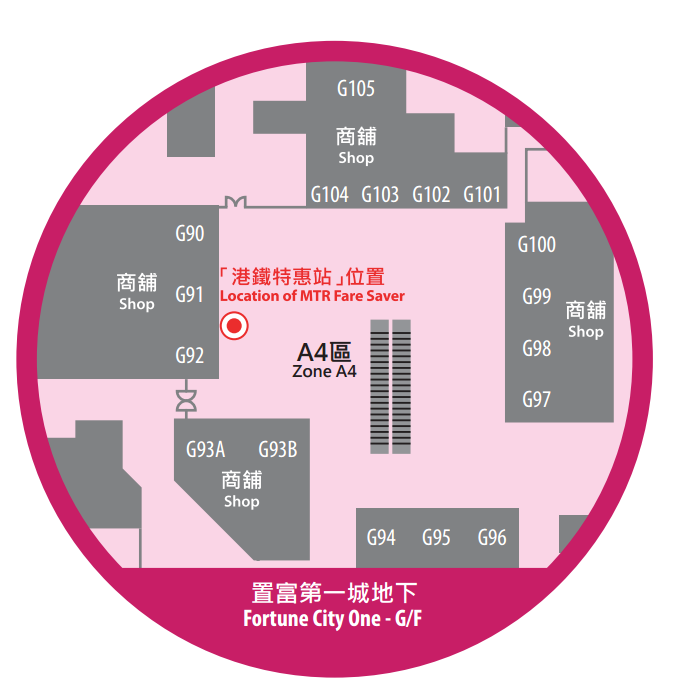 G105
商舖
Shop
G104 G103 G102 G101
G90
G100
「港鐵特惠站」位置
Location of MTR Fare Saver
商舖
Shop
G91
G99
商舖
Shop
G92
A4區
Zone A4
G98
G97
G93A G93B
商舖
Shop
G94 G95 G96
置富第一城地下
Fortune City One - G/F